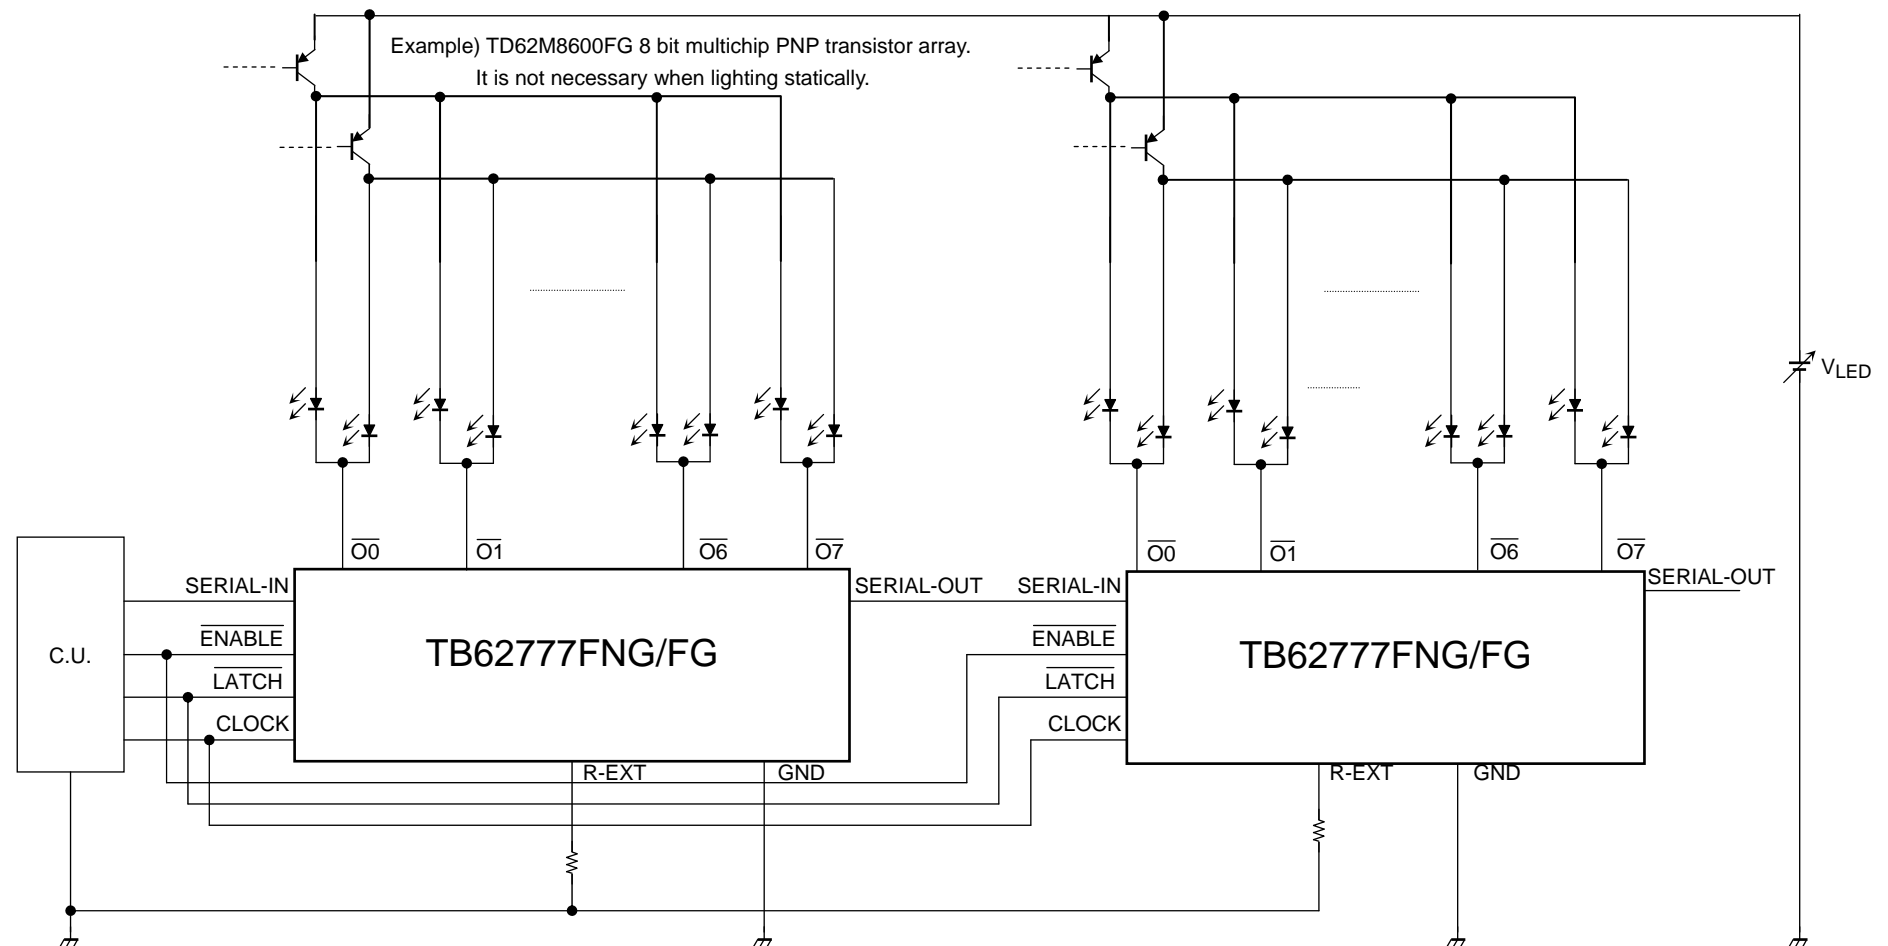 Example) TD62M8600FG 8 bit multichip PNP transistor array.
It is not necessary when lighting statically.
VLED
O0
O1
O6
O7
O0
O1
O6
O7
C.U.
SERIAL-IN
ENABLE
LATCH
CLOCK
TB62777FNG/FG
SERIAL-OUT
R-EXT
GND
SERIAL-IN
ENABLE
LATCH
CLOCK
TB62777FNG/FG
SERIAL-OUT
R-EXT
GND